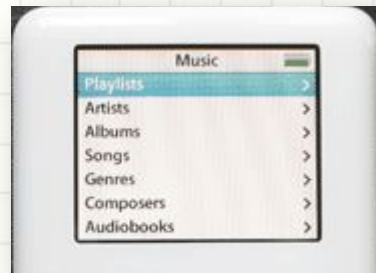 Music
Playlists
Artists
Albums
Songs
Genres
Composers
Audiobooks